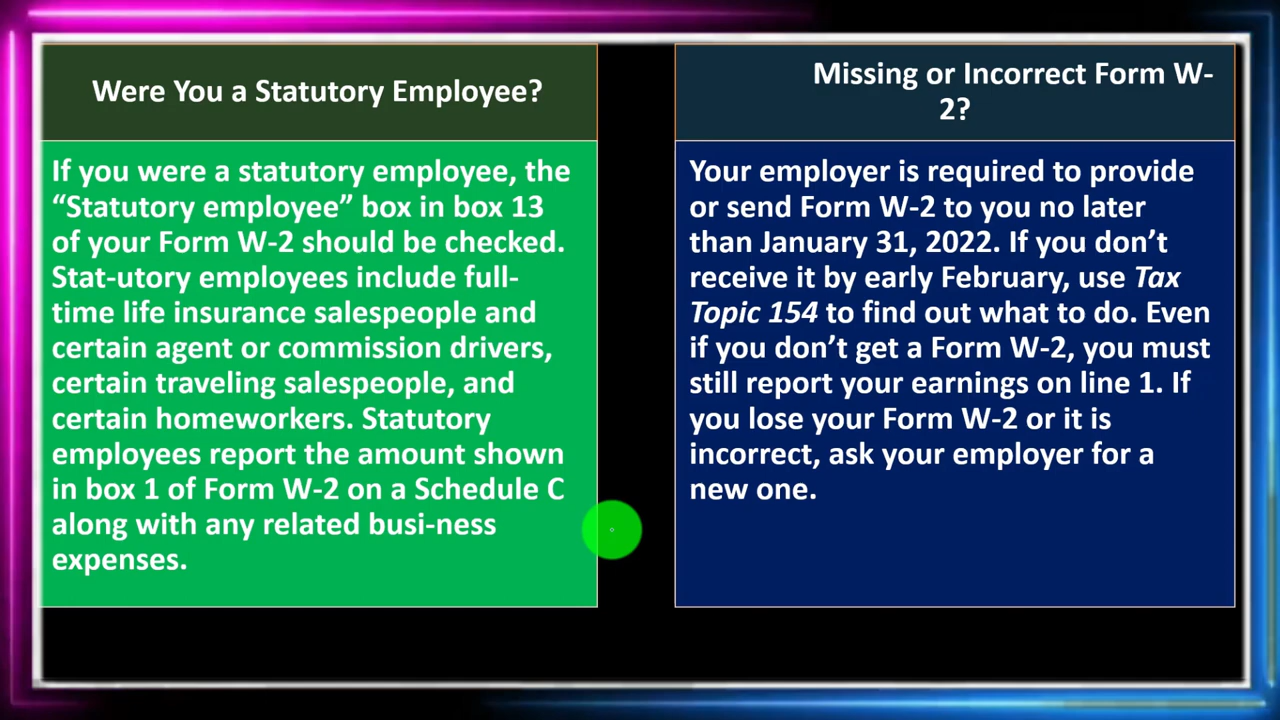 Were You a Statutory Employee?
If you were a statutory employee, the
“Statutory employee” box in box 13
of your Form W-2 should be checked.
Stat-utory employees include full-
time life insurance salespeople and
certain agent or commission drivers,
certain traveling salespeople, and
certain homeworkers. Statutory
employees report the amount shown
in box 1 of Form W-2 on a Schedule C
along with any related busi-ness
expenses.
Missing or Incorrect Form W-
2?
Your employer is required to provide
or send Form W-2 to you no later
than January 31, 2022. If you don’t
receive it by early February, use Tax
Topic 154 to find out what to do. Even
if you don’t get a Form W-2, you must
still report your earnings on line 1. If
you lose your Form W-2 or it is
incorrect, ask your employer for a
new one.